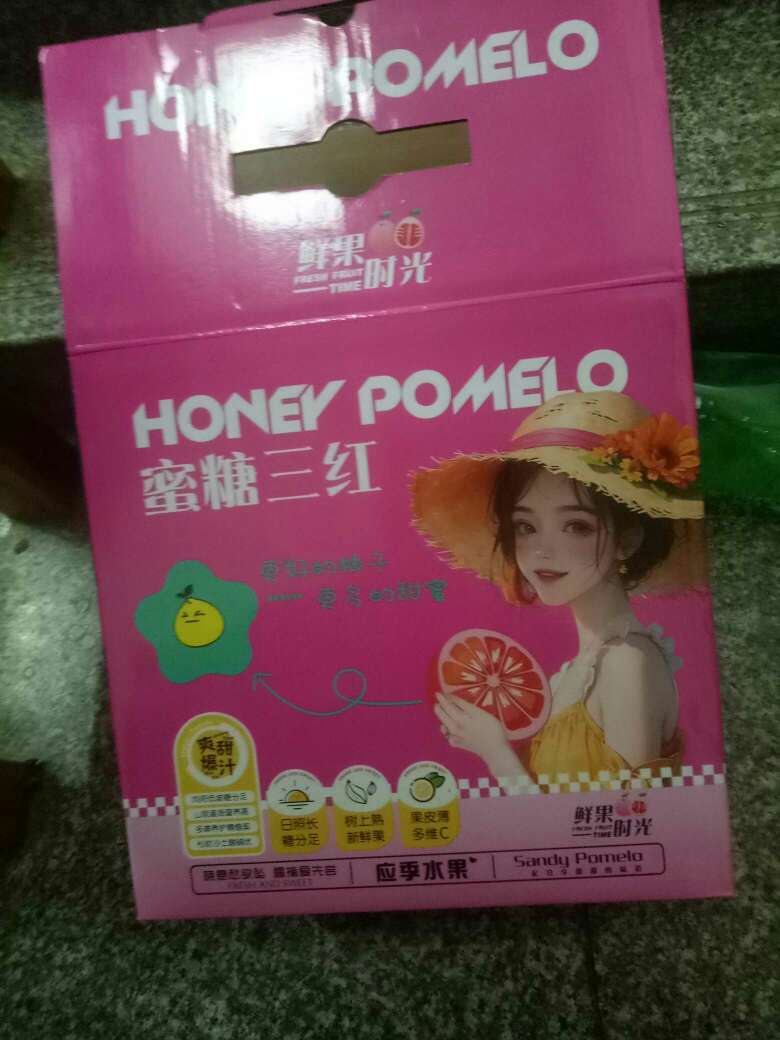 HONEY POMELO
鲜果
FRESH FRUIT
TIME 时光
HONEY POMELO
蜜糖三红
更好的柚子
更多的甜蜜
爽甜
爆汁
日照长
糖分足
树上熟
新鲜果
果皮薄
多维C
鲜果
FRESH FRUIT
TIME 时光
FRESH AND SWEET
应季水果
Sandy Pomelo